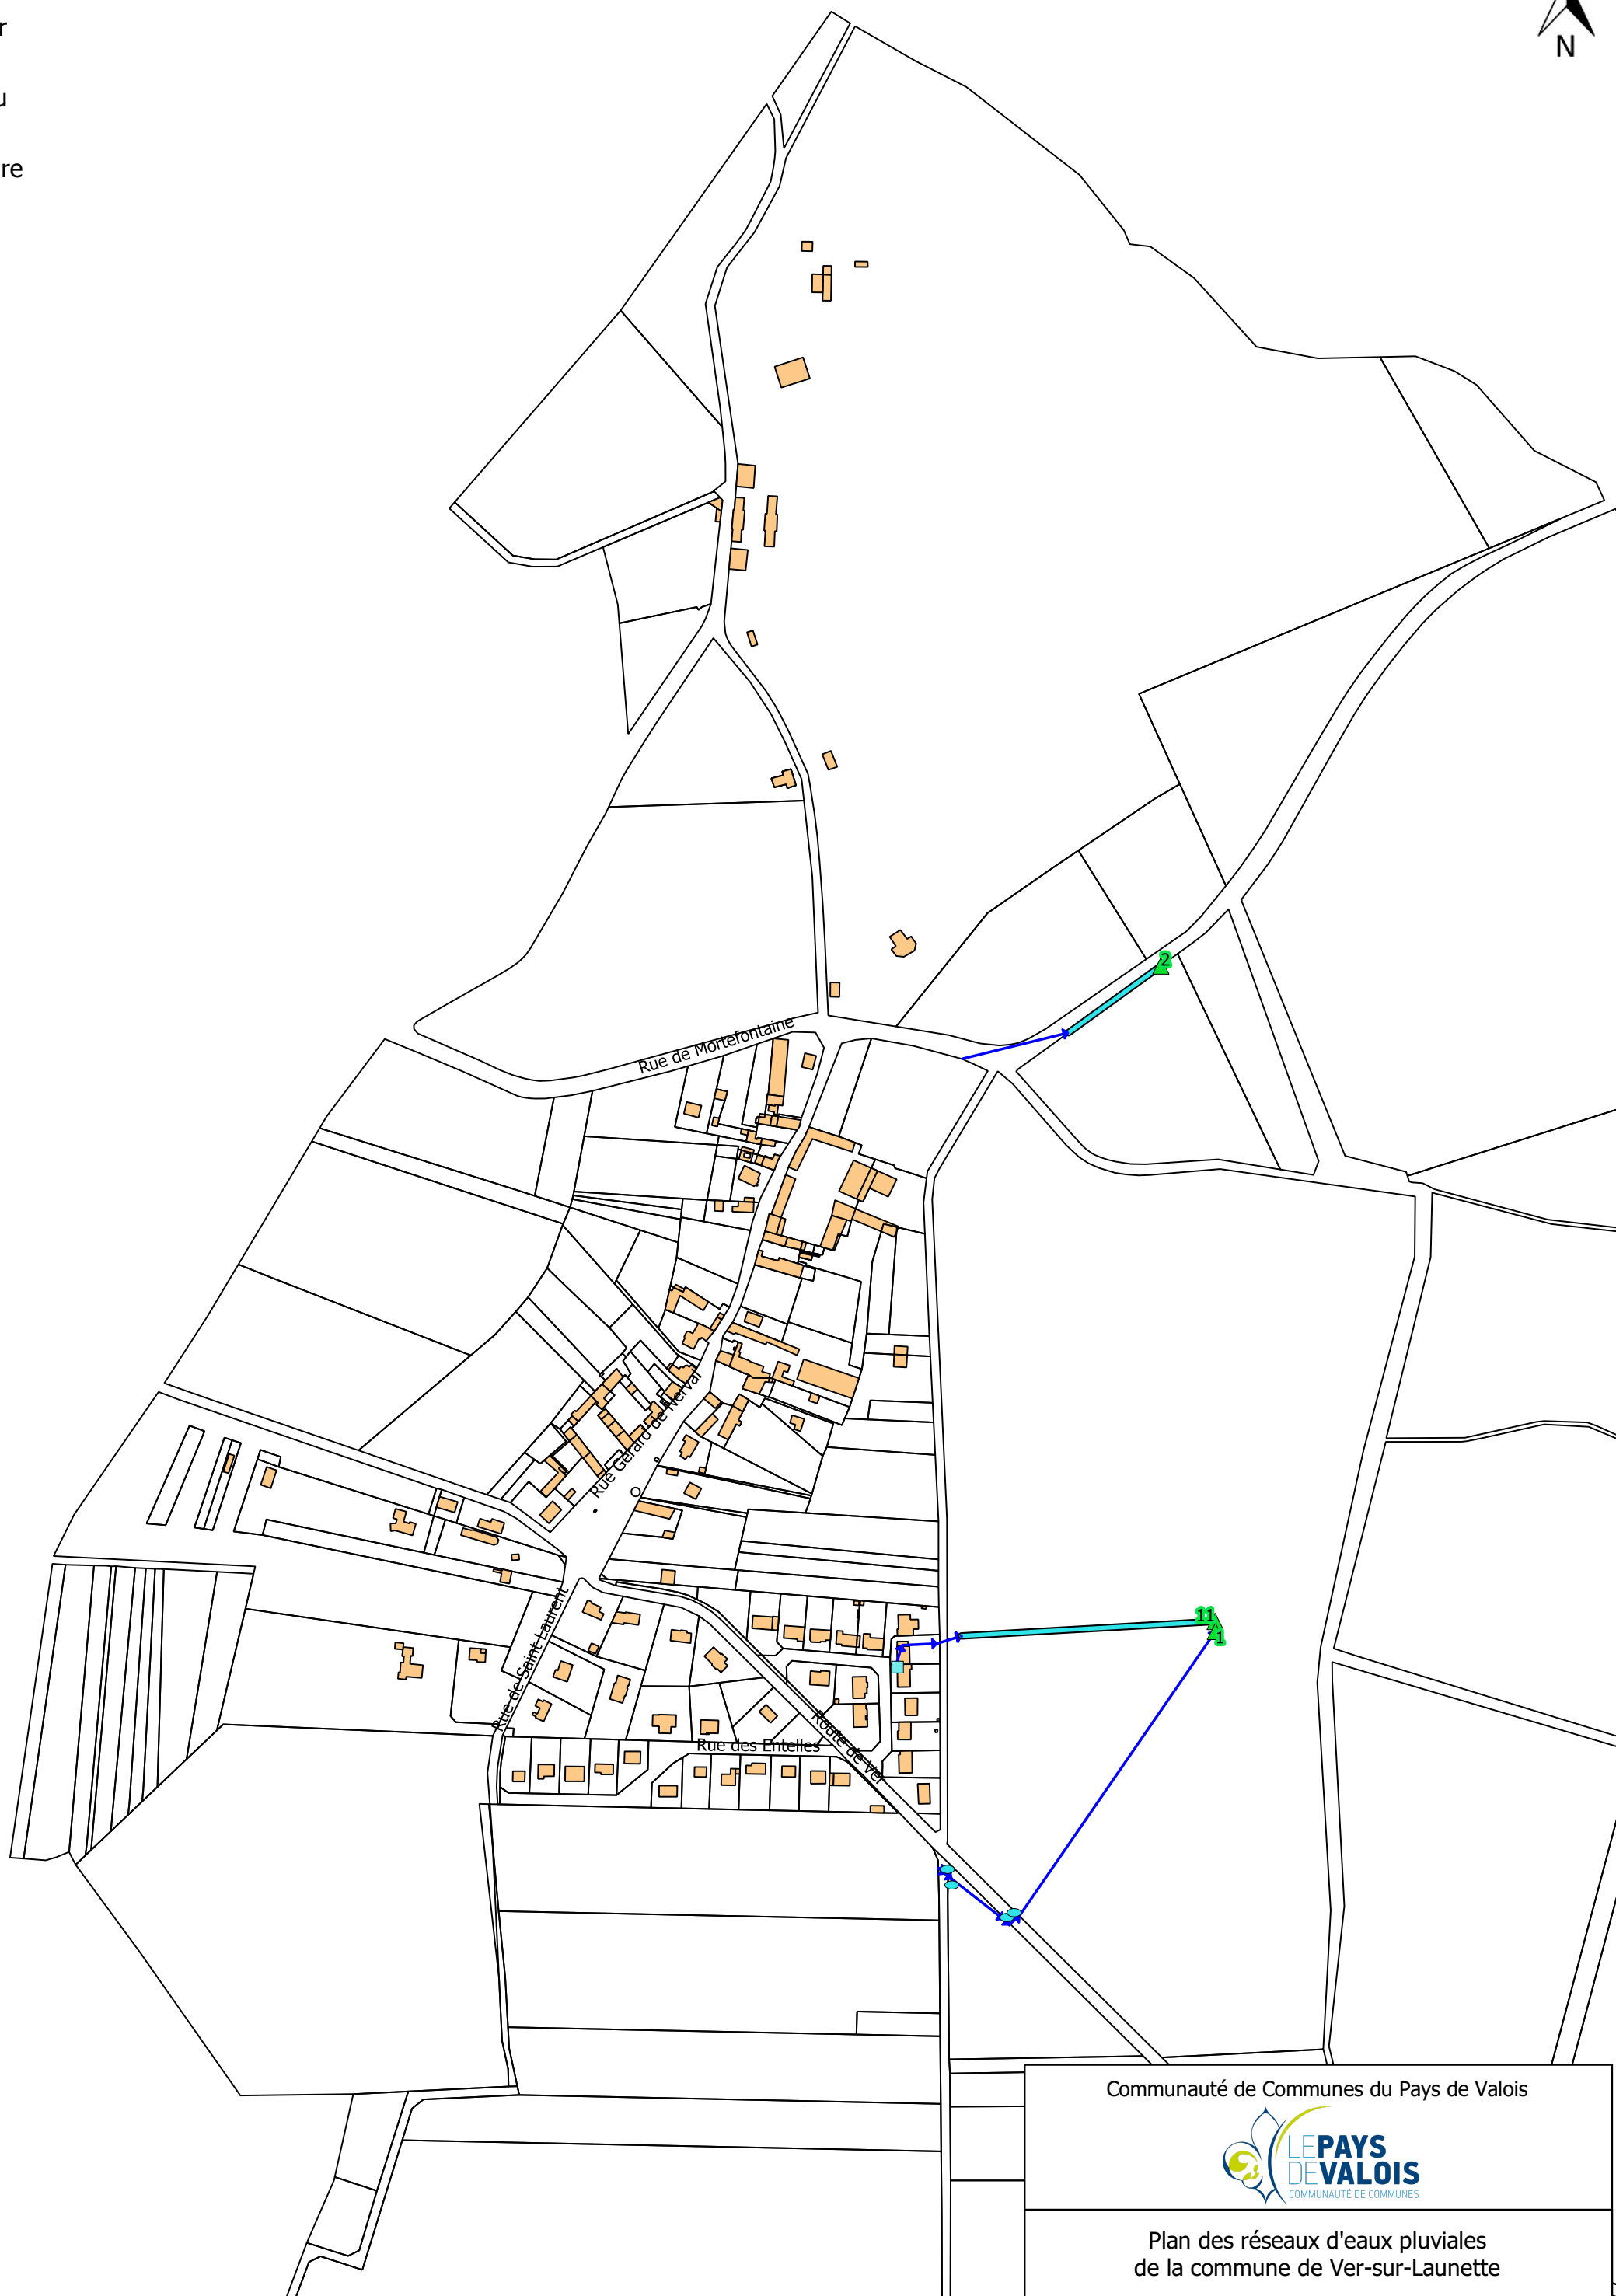 r
u
re
N
2
Rue de Mortefontaine
Rue Gérard de Nerval
11
1
Rue de Saint Laurent
Route de Ver
Rue des Entelles
Communauté de Communes du Pays de Valois
LE PAYS
DE VALOIS
COMMUNAUTÉ DE COMMUNES
Plan des réseaux d'eaux pluviales
de la commune de Ver-sur-Launette